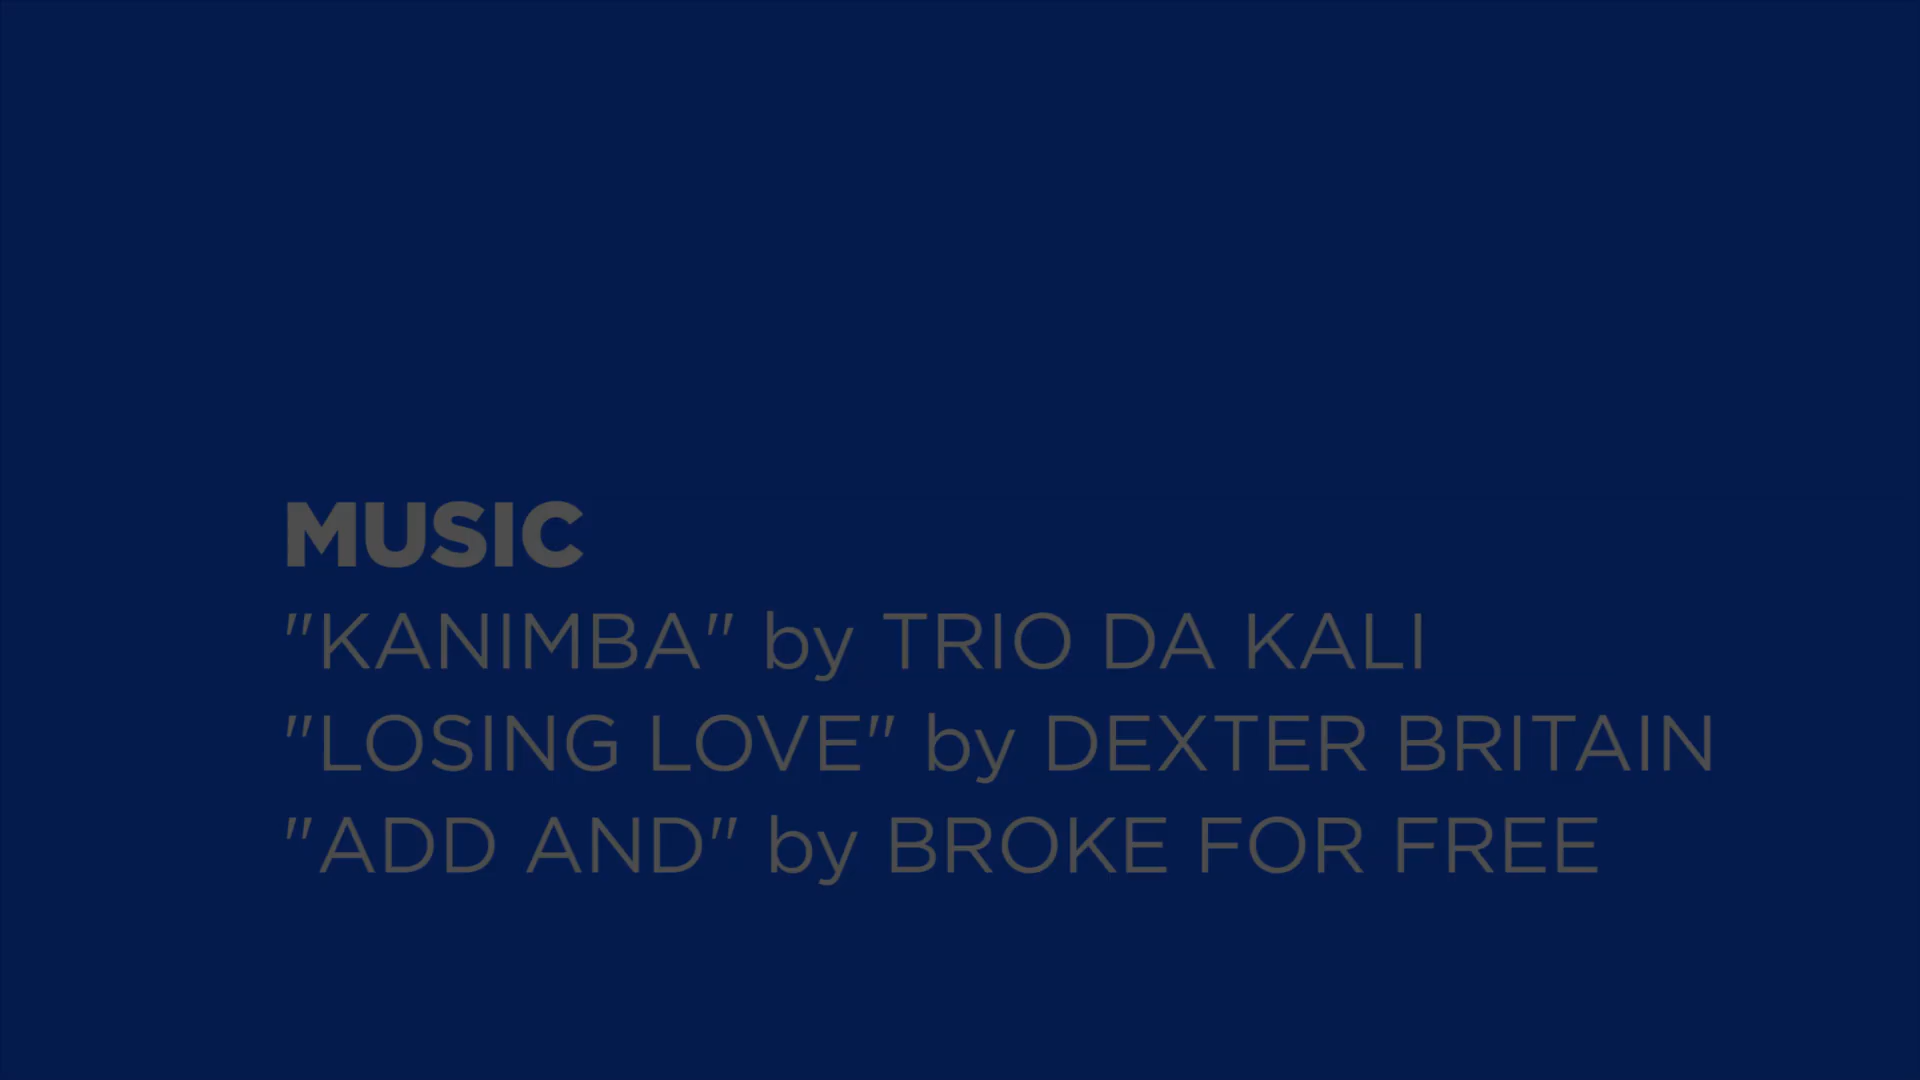 MUSIC
"KANIMBA" by TRIO DA KALI
"LOSING LOVE" by DEXTER BRITAIN
"ADD AND" by BROKE FOR FREE